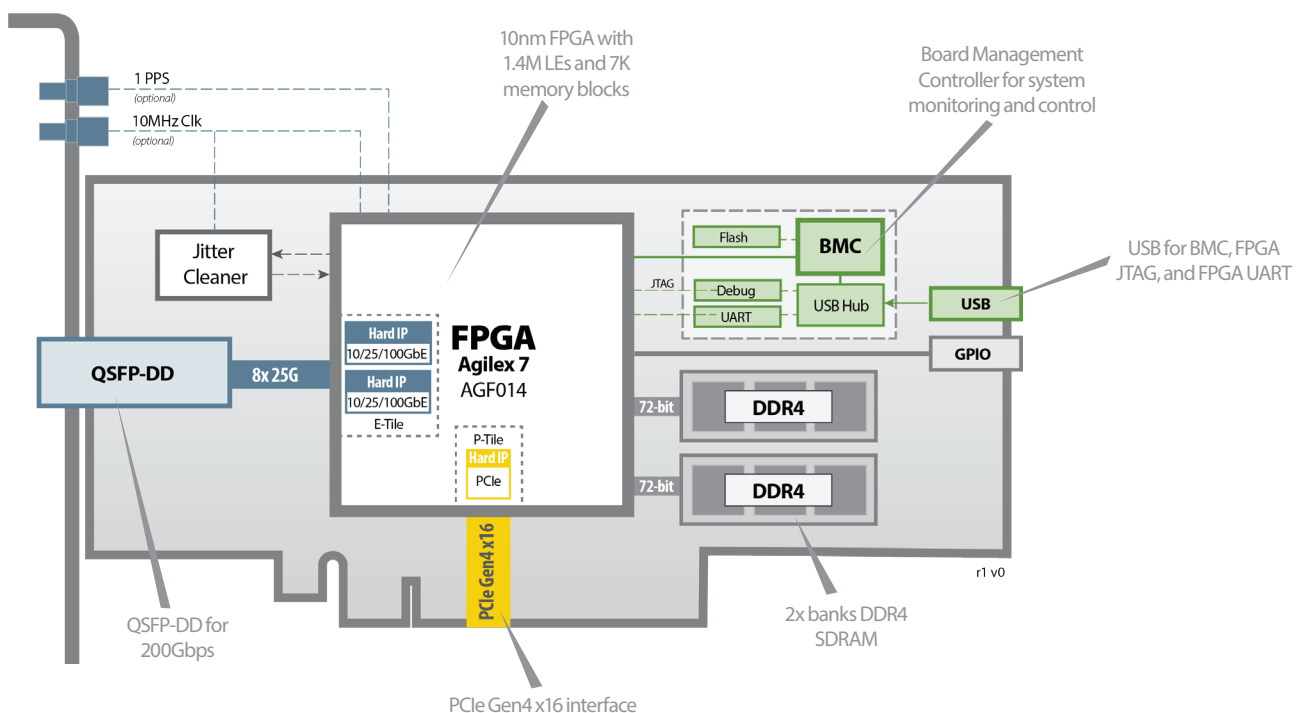 10nm FPGA with
1.4M LEs and 7K
memory blocks
Board Management
Controller for system
monitoring and control
1 PPS
(optional)
10MHz Clk
(optional)
Jitter
Cleaner
Flash
BMC
JTAG
Debug
UART
USB Hub
USB
USB for BMC, FPGA
JTAG, and FPGA UART
GPIO
QSFP-DD
8x 25G
Hard IP
10/25/100GbE
Hard IP
10/25/100GbE
E-Tile
FPGA
Agilex 7
AGF014
P-Tile
Hard IP
PCIe
72-bit
DDR4
72-bit
DDR4
PCIe Gen4 x16
r1 v0
QSFP-DD for
200Gbps
2x banks DDR4
SDRAM
PCIe Gen4 x16 interface